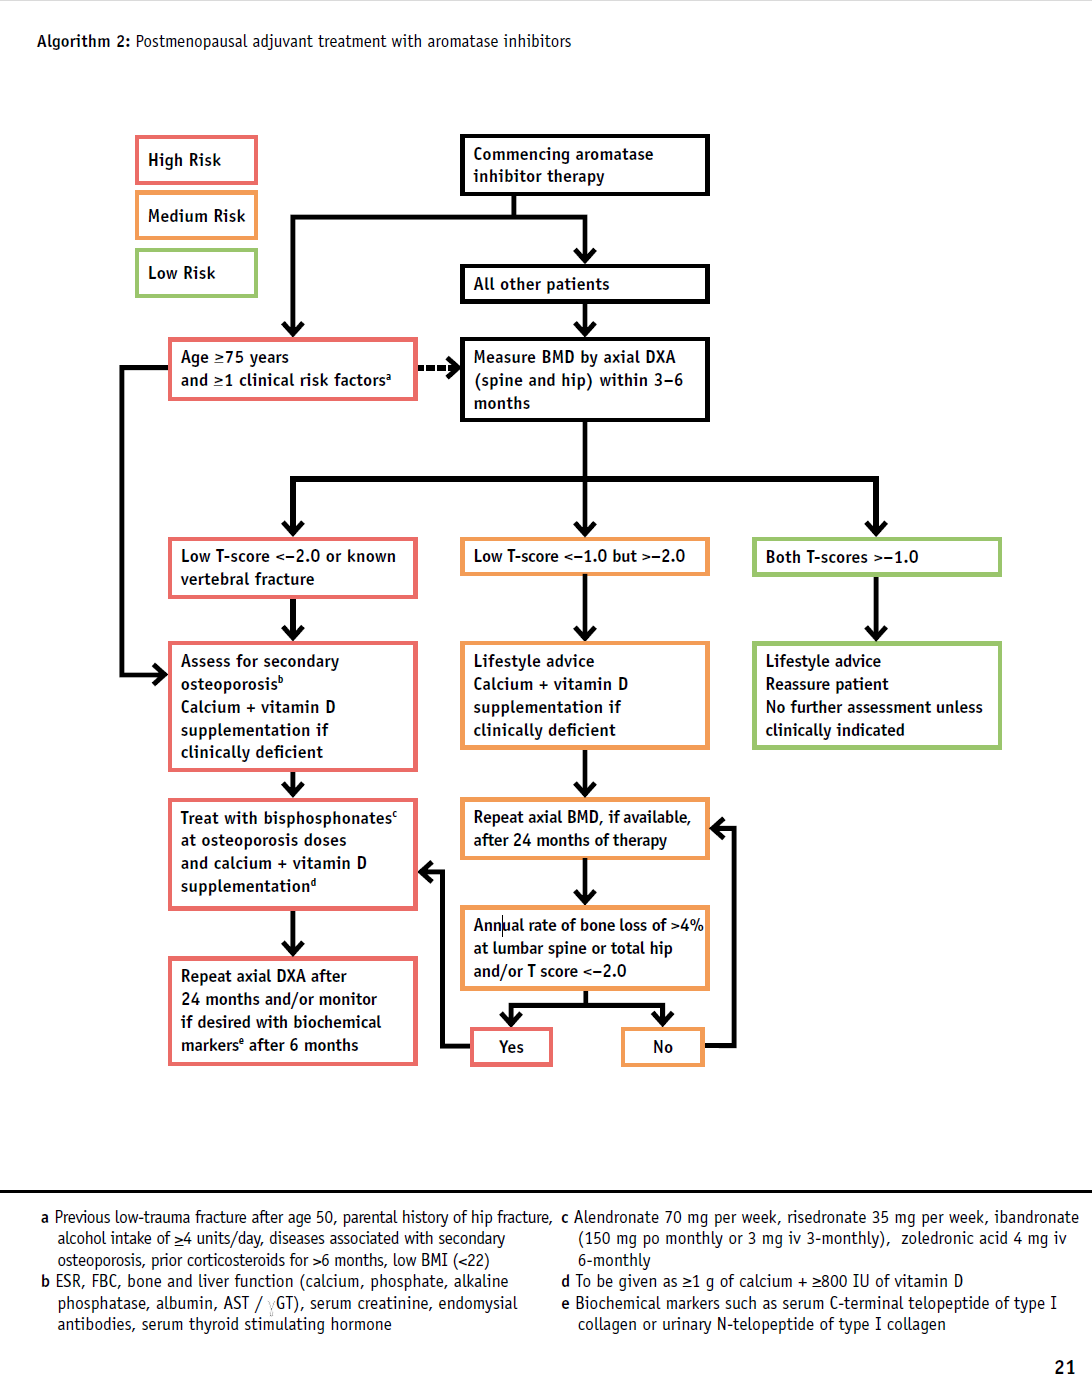 Algorithm 2: Postmenopausal adjuvant treatment with aromatase inhibitors
High Risk
Medium Risk
Low Risk
Commencing aromatase
inhibitor therapy
All other patients
Age ≥75 years
and ≥1 clinical risk factorsᵃ
Measure BMD by axial DXA
(spine and hip) within 3–6
months
Low T-score <–2.0 or known
vertebral fracture
Low T-score <–1.0 but >–2.0
Both T-scores >–1.0
Assess for secondary
osteoporosisᵇ
Calcium + vitamin D
supplementation if
clinically deficient
Lifestyle advice
Calcium + vitamin D
supplementation if
clinically deficient
Lifestyle advice
Reassure patient
No further assessment unless
clinically indicated
Treat with bisphosphonatesᶜ
at osteoporosis doses
and calcium + vitamin D
supplementationᵈ
Repeat axial BMD, if available,
after 24 months of therapy
Annual rate of bone loss of >4%
at lumbar spine or total hip
and/or T score <–2.0
Repeat axial DXA after
24 months and/or monitor
if desired with biochemical
markersᵉ after 6 months
Yes
No
a Previous low-trauma fracture after age 50, parental history of hip fracture,
alcohol intake of ≥4 units/day, diseases associated with secondary
osteoporosis, prior corticosteroids for >6 months, low BMI (<22)
b ESR, FBC, bone and liver function (calcium, phosphate, alkaline
phosphatase, albumin, AST / γGT), serum creatinine, endomysial
antibodies, serum thyroid stimulating hormone
c Alendronate 70 mg per week, risedronate 35 mg per week, ibandronate
(150 mg po monthly or 3 mg iv 3-monthly), zoledronic acid 4 mg iv
6-monthly
d To be given as ≥1 g of calcium + ≥800 IU of vitamin D
e Biochemical markers such as serum C-terminal telopeptide of type I
collagen or urinary N-telopeptide of type I collagen
21